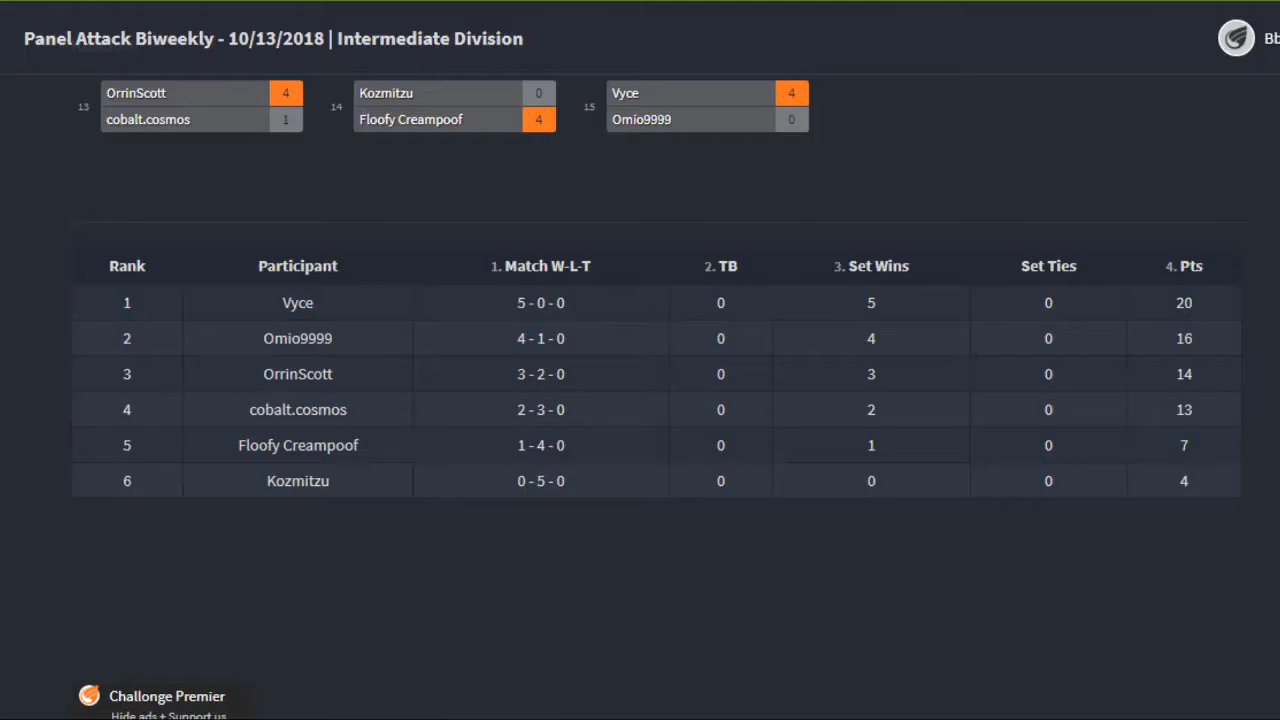 Panel Attack Biweekly - 10/13/2018 | Intermediate Division
Bb
13 OrrinScott 4
cobalt.cosmos 1
14 Kozmitzu 0
Floofy Creampoof 4
15 Vyce 4
Omio9999 0
Rank Participant 1. Match W-L-T 2. TB 3. Set Wins Set Ties 4. Pts
1 Vyce 5 - 0 - 0 0 5 0 20
2 Omio9999 4 - 1 - 0 0 4 0 16
3 OrrinScott 3 - 2 - 0 0 3 0 14
4 cobalt.cosmos 2 - 3 - 0 0 2 0 13
5 Floofy Creampoof 1 - 4 - 0 0 1 0 7
6 Kozmitzu 0 - 5 - 0 0 0 0 4
Challonge Premier
Hide ads + Support us